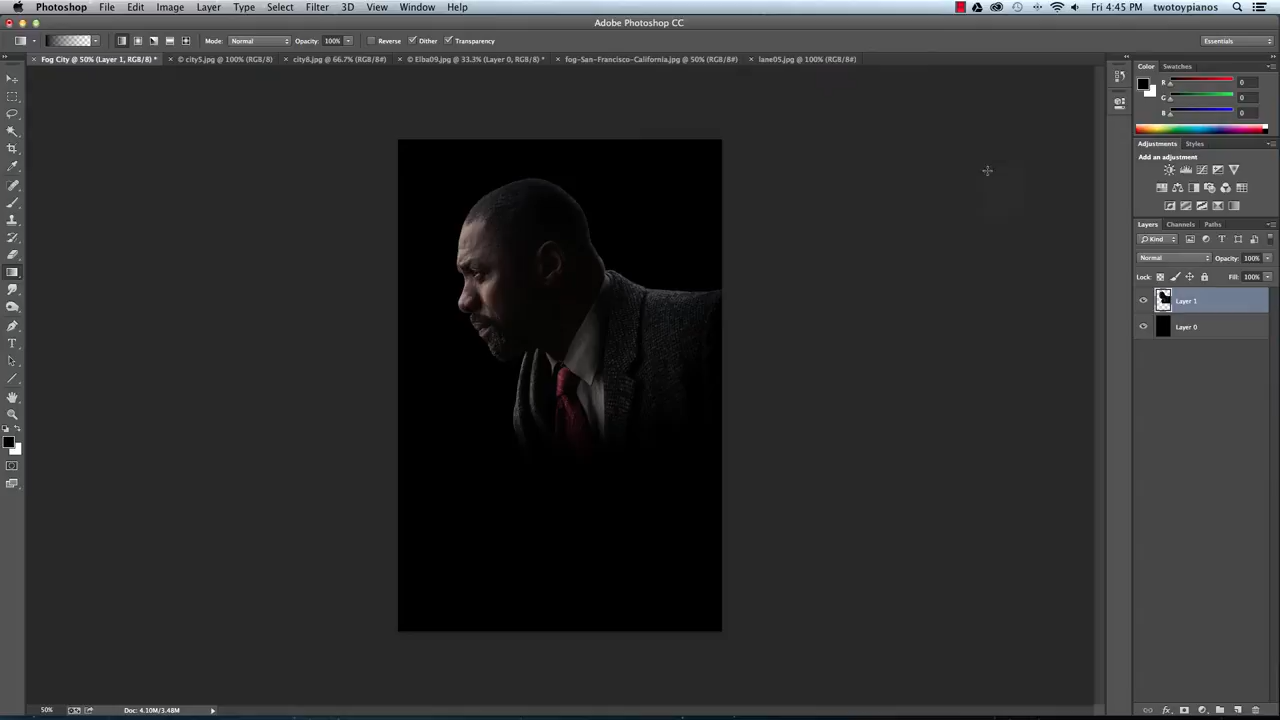 Photoshop File Edit Image Layer Type Select Filter 3D View Window Help Fri 4:45 PM twotoypianos
Adobe Photoshop CC
Mode: Normal Opacity: 100% Reverse Dither Transparency Essentials
Fog City @ 50% (Layer 1, RGB/8) * © city5.jpg @ 100% (RGB/8) city8.jpg @ 66.7% (RGB/8#) © Elba09.jpg @ 33.3% (Layer 0, RGB/8#) * fog-San-Francisco-California.jpg @ 50% (RGB/8#) lane05.jpg @ 100% (RGB/8#)
Color Swatches
R 0
G 0
B 0
Adjustments Styles
Add an adjustment
Layers Channels Paths
Kind
Normal Opacity: 100%
Lock: Fill: 100%
Layer 1
Layer 0
50% Doc: 4.10M/3.48M